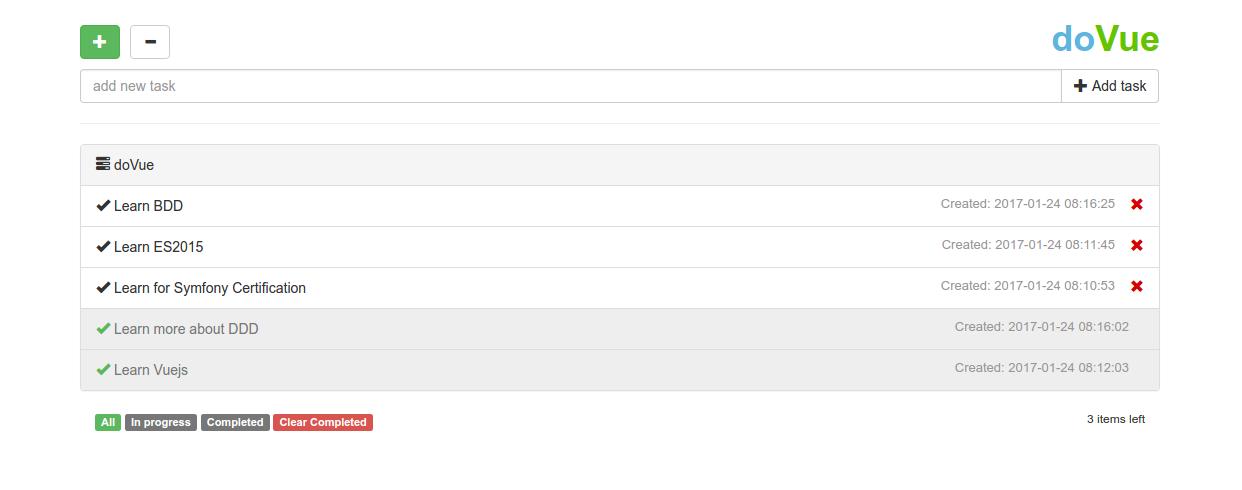 doVue
add new task
Add task
doVue
Learn BDD Created: 2017-01-24 08:16:25
Learn ES2015 Created: 2017-01-24 08:11:45
Learn for Symfony Certification Created: 2017-01-24 08:10:53
Learn more about DDD Created: 2017-01-24 08:16:02
Learn Vuejs Created: 2017-01-24 08:12:03
All In progress Completed Clear Completed 3 items left